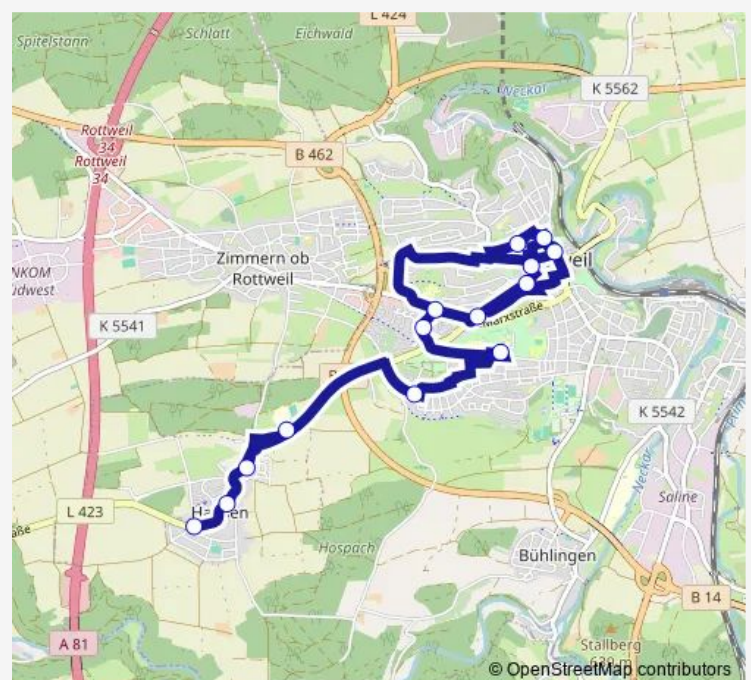 L 424
Spitelstann
Schlatt
Eichwald
Neckar
K 5562
Rottweil
34
Rottweil
34
B 462
Zimmern ob
Rottweil
weil
K 5541
Marxstraße
K 5542
Neckar
Saline
L 423
Hospach
Bühlingen
B 14
A 81
Stallberg
© OpenStreetMap contributors